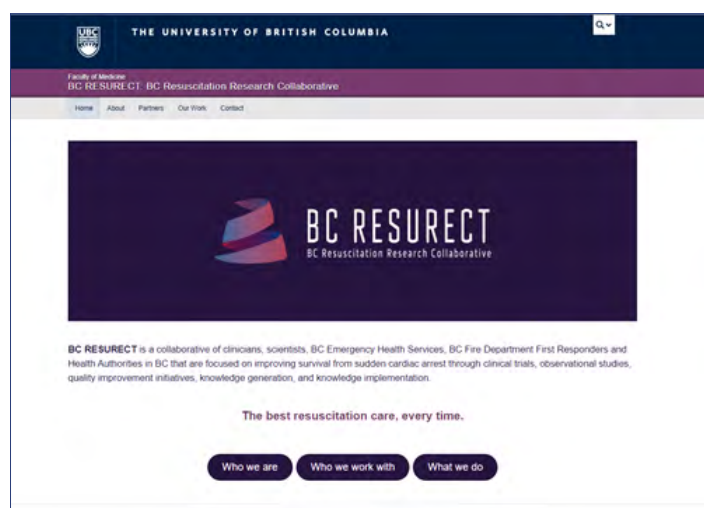 UBC
THE UNIVERSITY OF BRITISH COLUMBIA
Faculty of Medicine
BC RESURECT: BC Resuscitation Research Collaborative
Home About Partners Our Work Contact
BC RESURECT
BC Resuscitation Research Collaborative
BC RESURECT is a collaborative of clinicians, scientists, BC Emergency Health Services, BC Fire Department First Responders and
Health Authorities in BC that are focused on improving survival from sudden cardiac arrest through clinical trials, observational studies,
quality improvement initiatives, knowledge generation, and knowledge implementation.
The best resuscitation care, every time.
Who we are Who we work with What we do